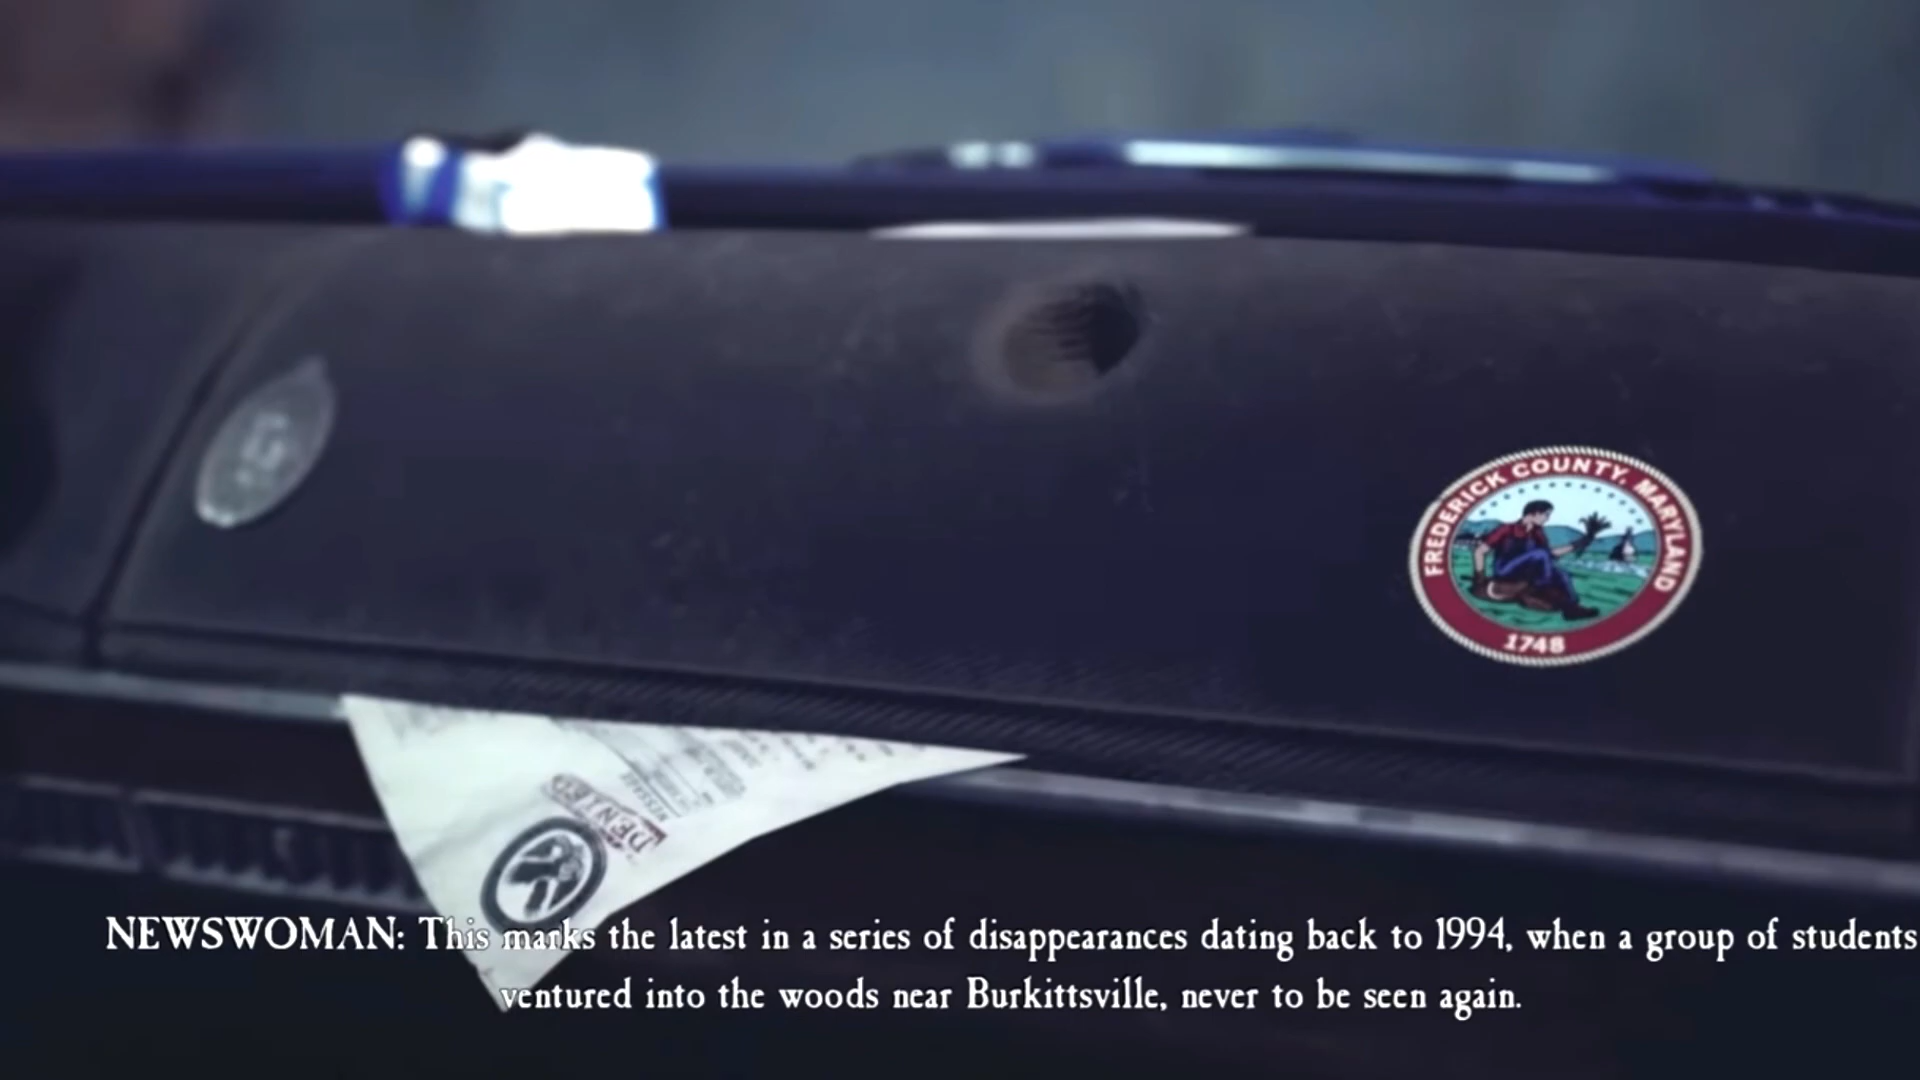 FREDERICK COUNTY, MARYLAND
1748
DENIED
NEWSWOMAN: This marks the latest in a series of disappearances dating back to 1994, when a group of students
ventured into the woods near Burkittsville, never to be seen again.